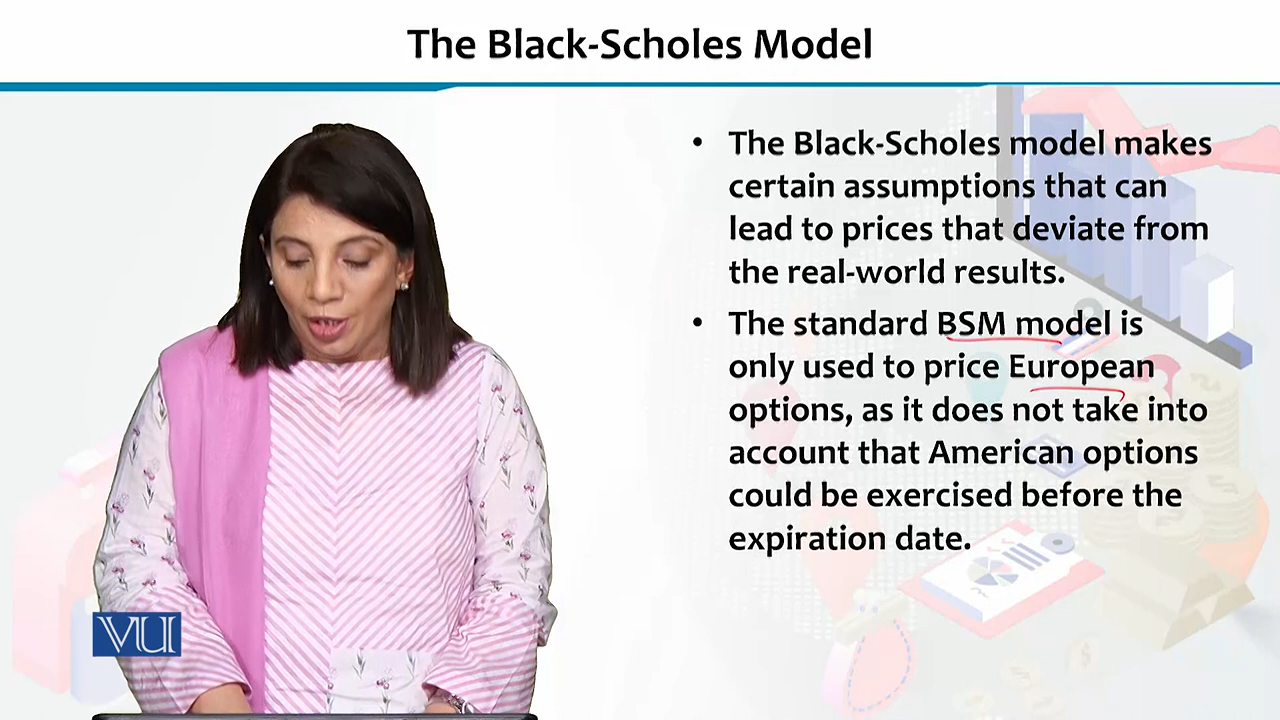 The Black-Scholes Model
• The Black-Scholes model makes
certain assumptions that can
lead to prices that deviate from
the real-world results.
• The standard BSM model is
only used to price European
options, as it does not take into
account that American options
could be exercised before the
expiration date.
VU